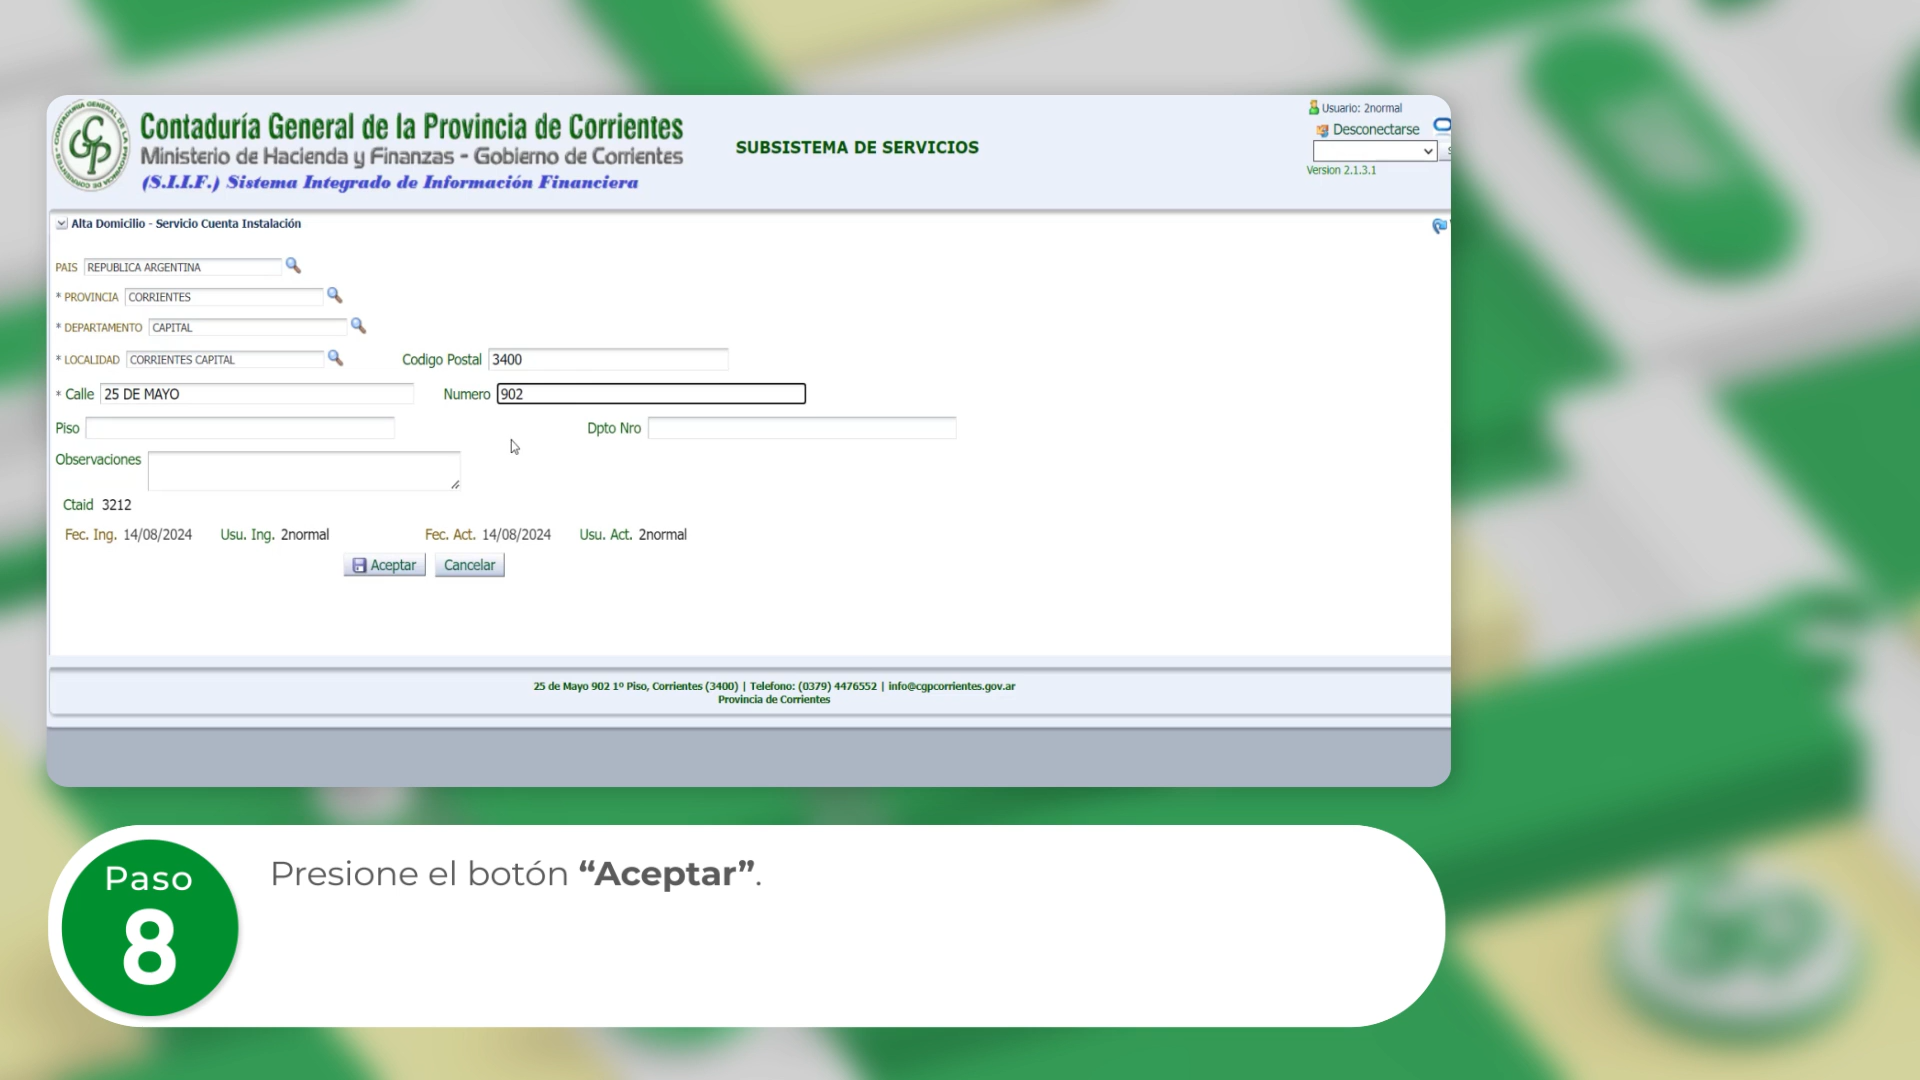 Contaduría General de la Provincia de Corrientes
Ministerio de Hacienda y Finanzas - Gobierno de Corrientes
(S.I.I.F.) Sistema Integrado de Información Financiera
SUBSISTEMA DE SERVICIOS
Usuario: 2normal
Desconectarse
Version 2.1.3.1
Alta Domicilio - Servicio Cuenta Instalación
PAIS REPUBLICA ARGENTINA
* PROVINCIA CORRIENTES
* DEPARTAMENTO CAPITAL
* LOCALIDAD CORRIENTES CAPITAL Codigo Postal 3400
* Calle 25 DE MAYO Numero 902
Piso Dpto Nro
Observaciones
Ctaid 3212
Fec. Ing. 14/08/2024 Usu. Ing. 2normal Fec. Act. 14/08/2024 Usu. Act. 2normal
Aceptar Cancelar
25 de Mayo 902 1º Piso, Corrientes (3400) | Telefono: (0379) 4476552 | info@cgpcorrientes.gov.ar
Provincia de Corrientes
Paso
8
Presione el botón “Aceptar”.